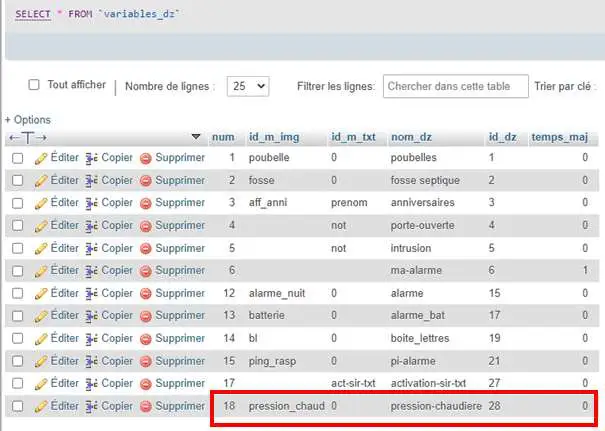 SELECT * FROM `variables_dz`
Tout afficher | Nombre de lignes : 25 Filtrer les lignes: Chercher dans cette table Trier par clé :
+ Options
←T→ num id_m_img id_m_txt nom_dz id_dz temps_maj
Éditer Copier Supprimer 1 poubelle 0 poubelles 1 0
Éditer Copier Supprimer 2 fosse 0 fosse septique 2 0
Éditer Copier Supprimer 3 aff_anni prenom anniversaires 3 0
Éditer Copier Supprimer 4 not porte-ouverte 4 0
Éditer Copier Supprimer 5 not intrusion 5 0
Éditer Copier Supprimer 6 ma-alarme 6 1
Éditer Copier Supprimer 12 alarme_nuit 0 alarme 15 0
Éditer Copier Supprimer 13 batterie 0 alarme_bat 17 0
Éditer Copier Supprimer 14 bl 0 boite_lettres 19 0
Éditer Copier Supprimer 15 ping_rasp 0 pi-alarme 21 0
Éditer Copier Supprimer 17 act-sir-txt activation-sir-txt 27 0
Éditer Copier Supprimer 18 pression_chaud 0 pression-chaudiere 28 0